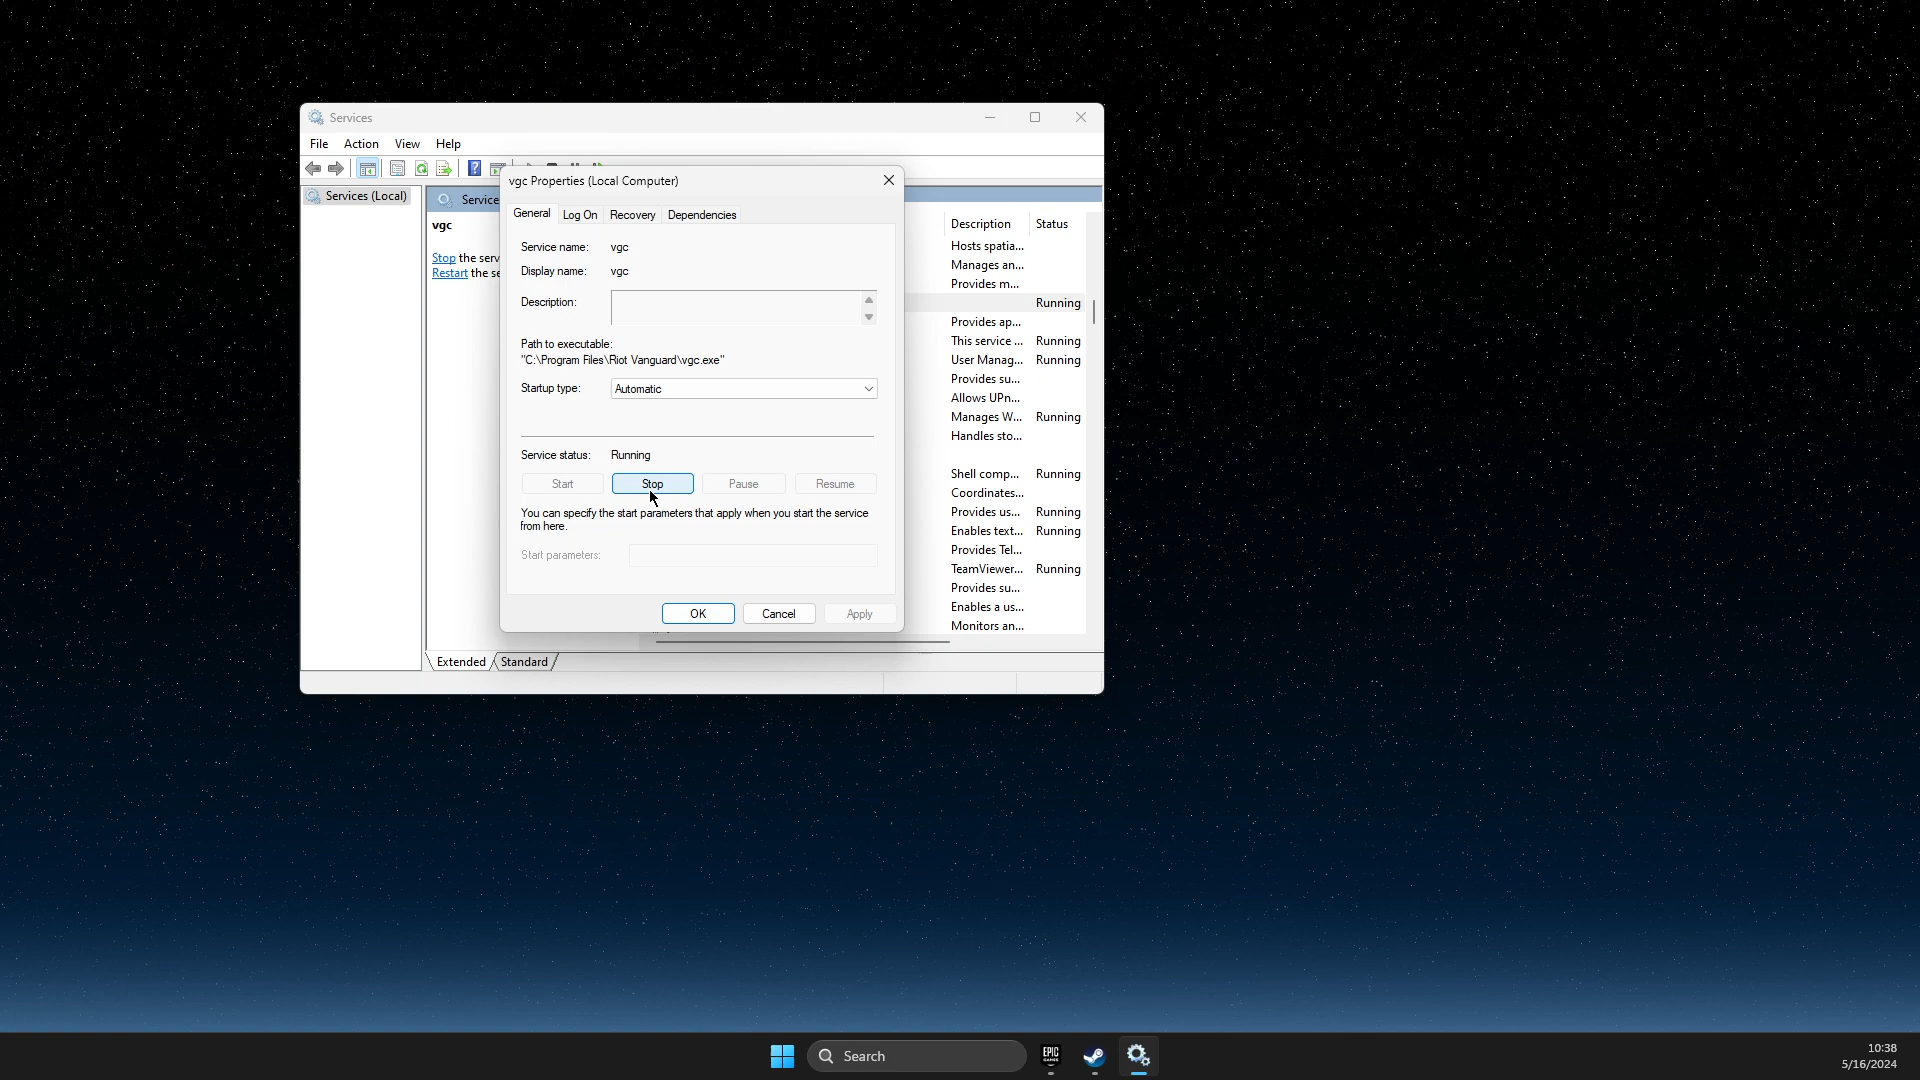 Services
File Action View Help
Services (Local)
Service
vgc
Stop the serv
Restart the se
vgc Properties (Local Computer)
General Log On Recovery Dependencies
Service name: vgc
Display name: vgc
Description:
Path to executable:
"C:\Program Files\Riot Vanguard\vgc.exe"
Startup type: Automatic
Service status: Running
Start Stop Pause Resume
You can specify the start parameters that apply when you start the service
from here.
Start parameters:
OK Cancel Apply
Description Status
Hosts spatia...
Manages an...
Provides m...
Running
Provides ap...
This service ... Running
User Manag... Running
Provides su...
Allows UPn...
Manages W... Running
Handles sto...
Shell comp... Running
Coordinates...
Provides us... Running
Enables text... Running
Provides Tel...
TeamViewer... Running
Provides su...
Enables a us...
Monitors an...
Extended Standard
Search
EPIC
GAMES
10:38
5/16/2024